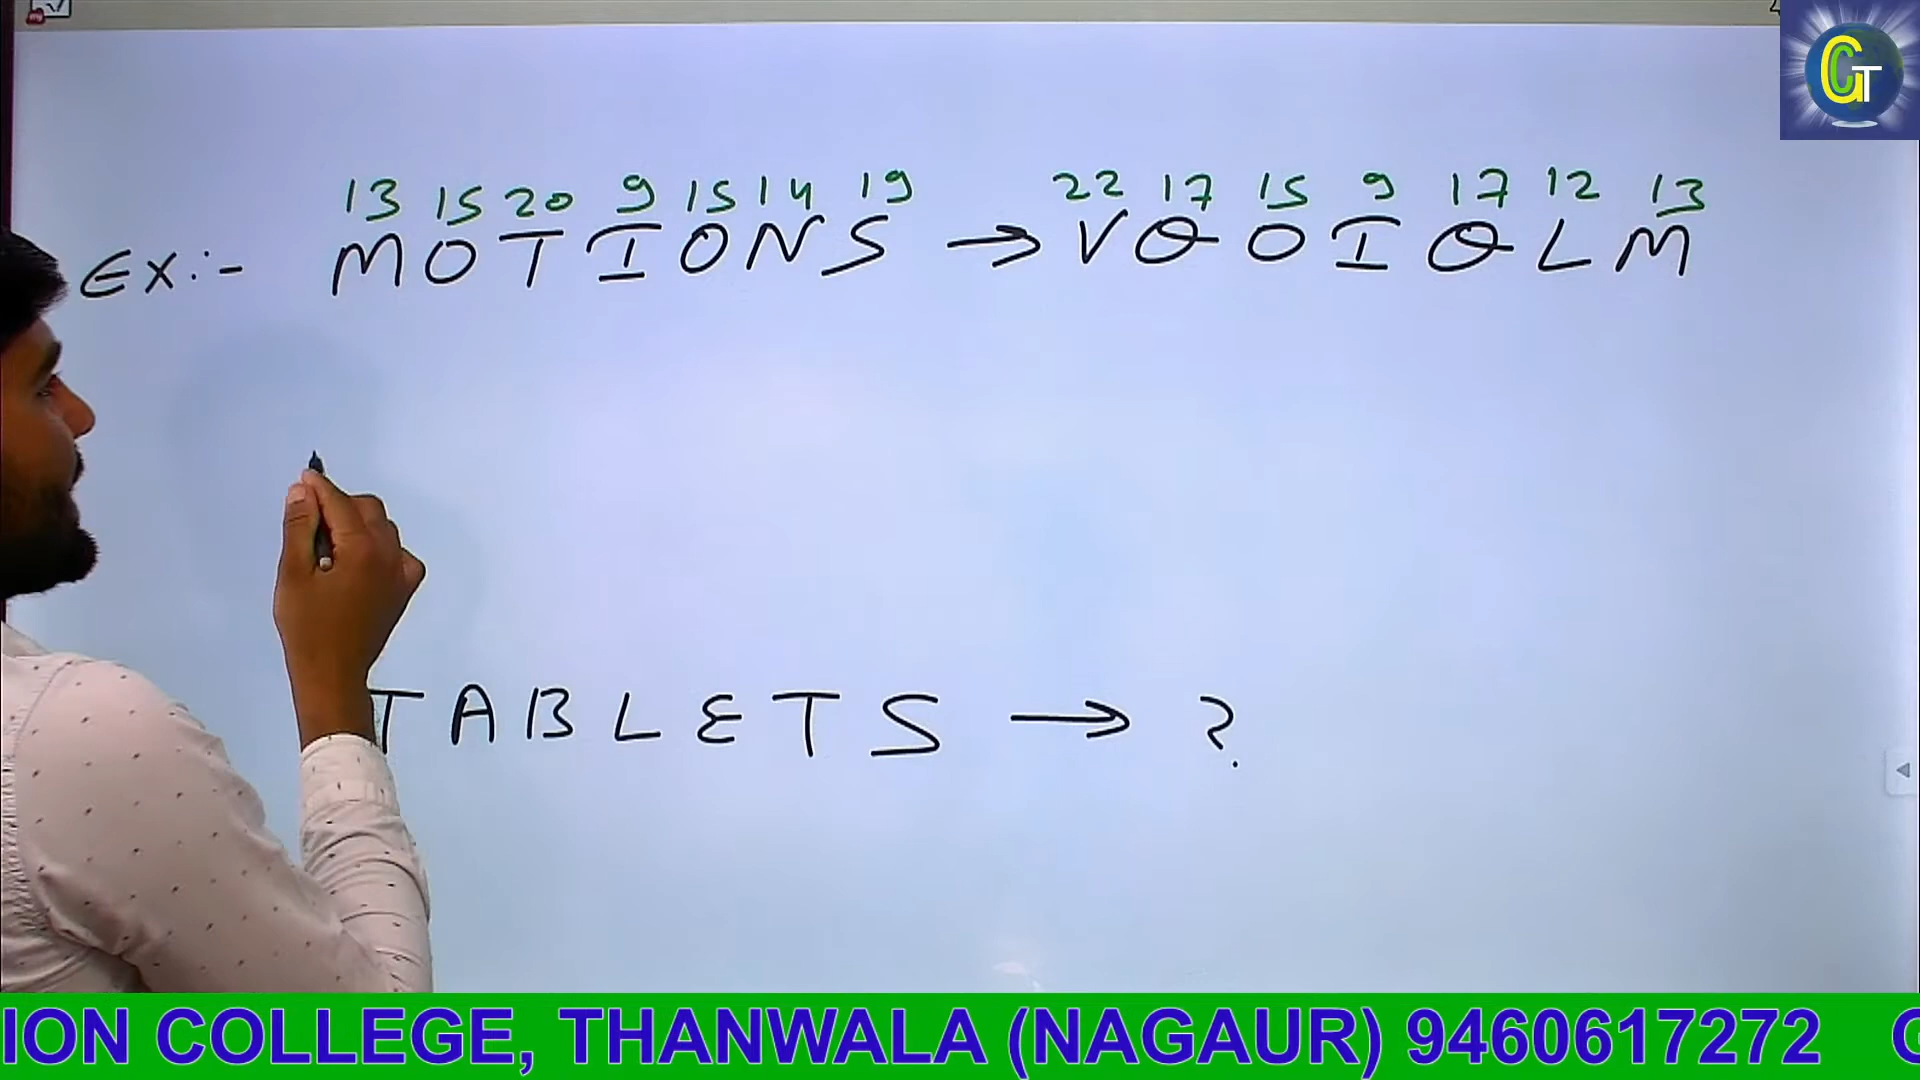 GCT
13 15 20 9 15 14 19 22 17 15 9 17 12 13
Ex:- MOTIONS → VQOIQLM
TABLETS → ?
ION COLLEGE, THANWALA (NAGAUR) 9460617272 G